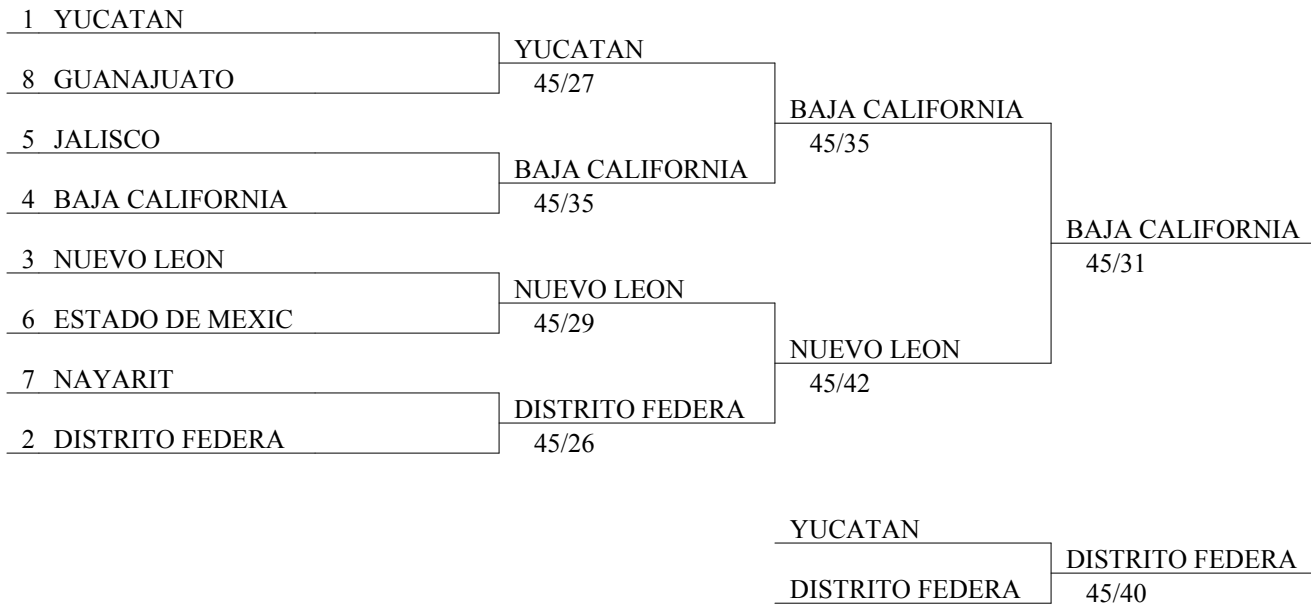 1 YUCATAN
YUCATAN
8 GUANAJUATO
45/27
BAJA CALIFORNIA
5 JALISCO
45/35
BAJA CALIFORNIA
4 BAJA CALIFORNIA
45/35
BAJA CALIFORNIA
3 NUEVO LEON
45/31
NUEVO LEON
6 ESTADO DE MEXIC
45/29
NUEVO LEON
7 NAYARIT
45/42
DISTRITO FEDERA
2 DISTRITO FEDERA
45/26
YUCATAN
DISTRITO FEDERA
DISTRITO FEDERA
45/40